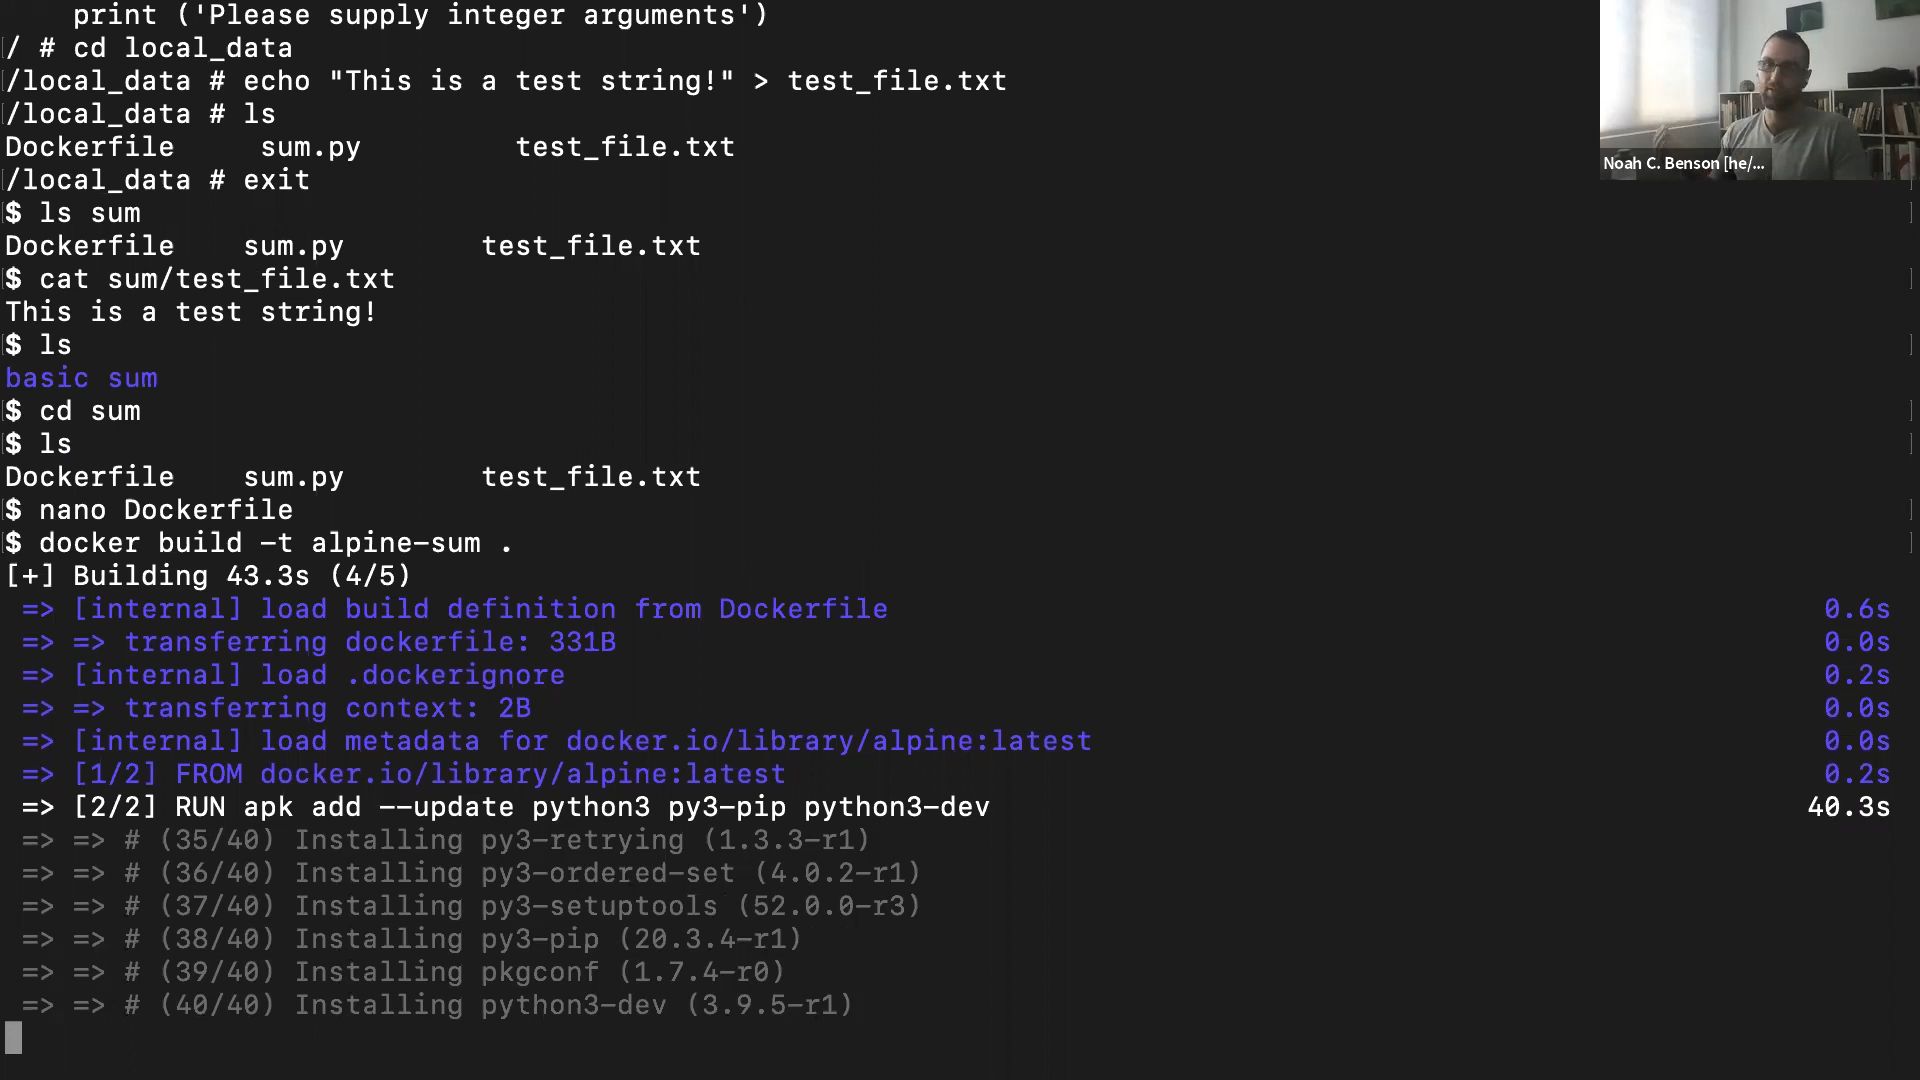 print ('Please supply integer arguments')
/ # cd local_data
/local_data # echo "This is a test string!" > test_file.txt
/local_data # ls
Dockerfile sum.py test_file.txt
/local_data # exit
$ ls sum
Dockerfile sum.py test_file.txt
$ cat sum/test_file.txt
This is a test string!
$ ls
basic sum
$ cd sum
$ ls
Dockerfile sum.py test_file.txt
$ nano Dockerfile
$ docker build -t alpine-sum .
[+] Building 43.3s (4/5)
=> [internal] load build definition from Dockerfile 0.6s
=> => transferring dockerfile: 331B 0.0s
=> [internal] load .dockerignore 0.2s
=> => transferring context: 2B 0.0s
=> [internal] load metadata for docker.io/library/alpine:latest 0.0s
=> [1/2] FROM docker.io/library/alpine:latest 0.2s
=> [2/2] RUN apk add --update python3 py3-pip python3-dev 40.3s
=> => # (35/40) Installing py3-retrying (1.3.3-r1)
=> => # (36/40) Installing py3-ordered-set (4.0.2-r1)
=> => # (37/40) Installing py3-setuptools (52.0.0-r3)
=> => # (38/40) Installing py3-pip (20.3.4-r1)
=> => # (39/40) Installing pkgconf (1.7.4-r0)
=> => # (40/40) Installing python3-dev (3.9.5-r1)
Noah C. Benson [he/...